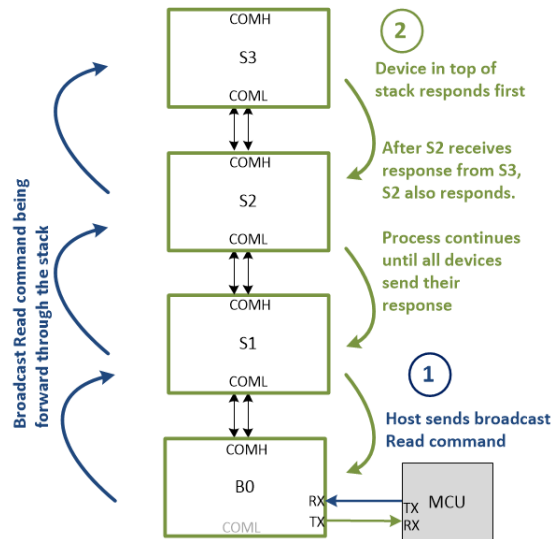 COMH
S3
COML
2
Device in top of
stack responds first
After S2 receives
response from S3,
S2 also responds.
COMH
S2
COML
Process continues
until all devices
send their
response
COMH
S1
COML
Broadcast Read command being
forward through the stack
1
Host sends broadcast
Read command
COMH
B0
COML
RX
TX
TX
RX
MCU